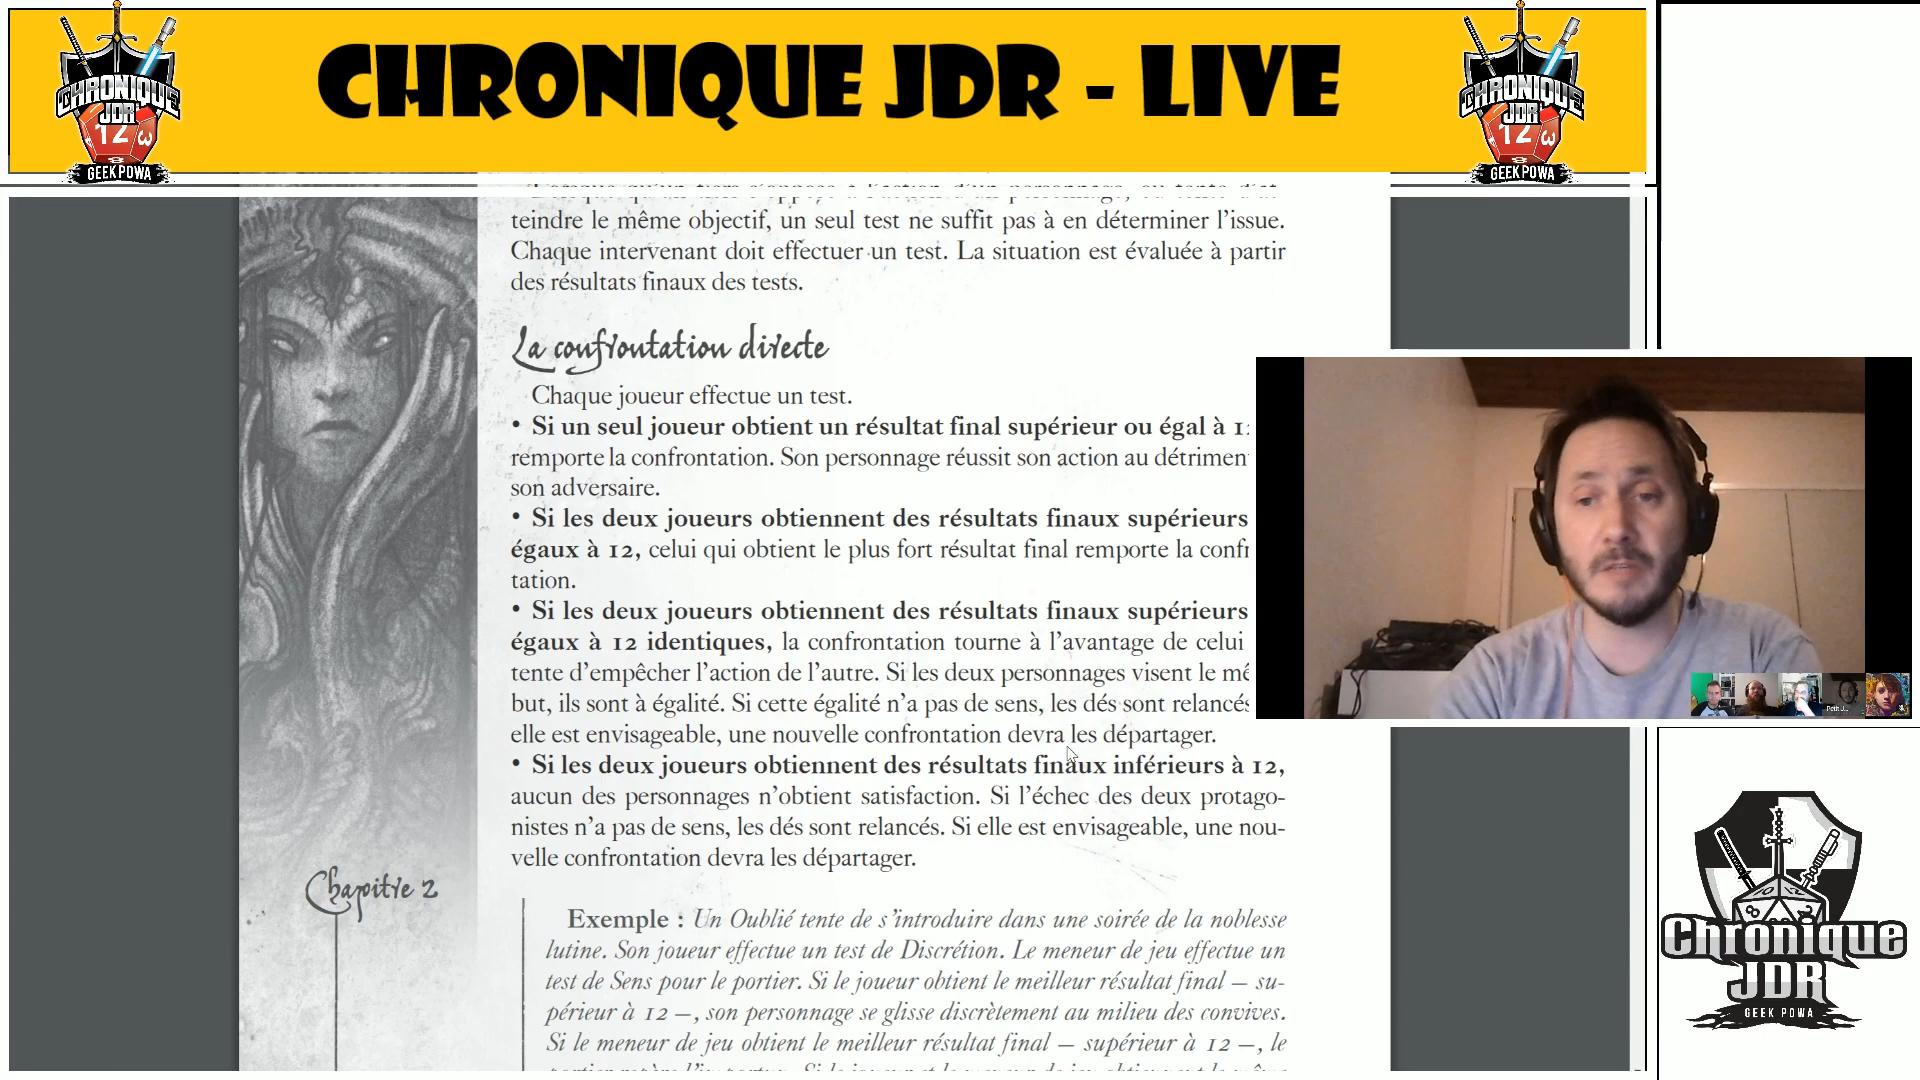 CHRONIQUE JDR - LIVE
CHRONIQUE
JDR
12
GEEK POWA
CHRONIQUE
JDR
12
GEEK POWA
teindre le même objectif, un seul test ne suffit pas à en déterminer l'issue.
Chaque intervenant doit effectuer un test. La situation est évaluée à partir
des résultats finaux des tests.
La confrontation directe
Chaque joueur effectue un test.
• Si un seul joueur obtient un résultat final supérieur ou égal à
remporte la confrontation. Son personnage réussit son action au
son adversaire.
• Si les deux joueurs obtiennent des résultats finaux supérieurs
égaux à 12, celui qui obtient le plus fort résultat final remporte la
tation.
• Si les deux joueurs obtiennent des résultats finaux supérieurs
égaux à 12 identiques, la confrontation tourne à l'avantage de celui
tente d'empêcher l'action de l'autre. Si les deux personnages visent le
but, ils sont à égalité. Si cette égalité n'a pas de sens, les dés sont relancés
elle est envisageable, une nouvelle confrontation devra les départager.
• Si les deux joueurs obtiennent des résultats finaux inférieurs à 12,
aucun des personnages n'obtient satisfaction. Si l'échec des deux protago-
nistes n'a pas de sens, les dés sont relancés. Si elle est envisageable, une nou-
velle confrontation devra les départager.
Chapitre 2
Exemple : Un Oublié tente de s'introduire dans une soirée de la noblesse
lutine. Son joueur effectue un test de Discrétion. Le meneur de jeu effectue un
test de Sens pour le portier. Si le joueur obtient le meilleur résultat final – su-
périeur à 12 –, son personnage se glisse discrètement au milieu des convives.
Si le meneur de jeu obtient le meilleur résultat final – supérieur à 12 –, le
Petit J...
Chronique
JDR
GEEK POWA